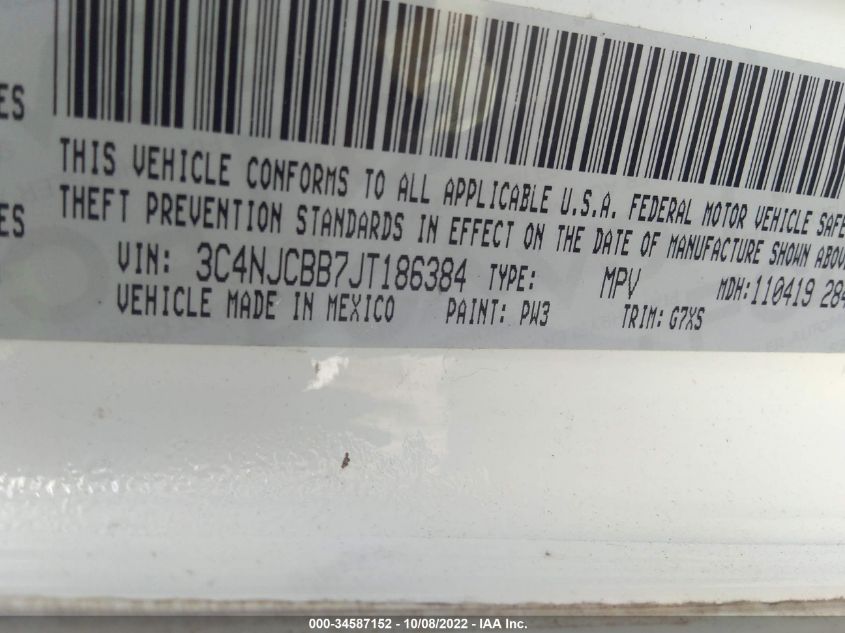 ES
THIS VEHICLE CONFORMS TO ALL APPLICABLE U.S.A. FEDERAL MOTOR VEHICLE SAFE
ES
THEFT PREVENTION STANDARDS IN EFFECT ON THE DATE OF MANUFACTURE SHOWN ABOV
VIN: 3C4NJCBB7JT186384 TYPE: MPV MDH:110419 284
VEHICLE MADE IN MEXICO PAINT: PW3 TRIM: G7XS
000-34587152 - 10/08/2022 - IAA Inc.